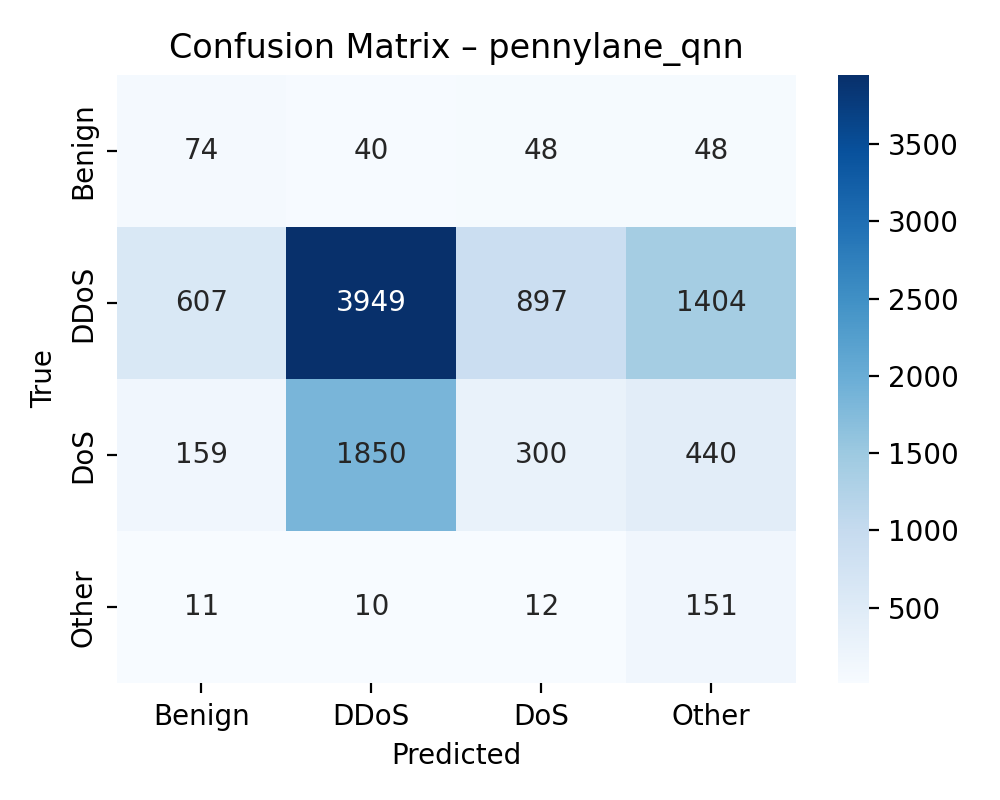 Confusion Matrix – pennylane_qnn
True
Benign
74 40 48 48
DDoS
607 3949 897 1404
DoS
159 1850 300 440
Other
11 10 12 151
Benign DDoS DoS Other
Predicted
3500
3000
2500
2000
1500
1000
500